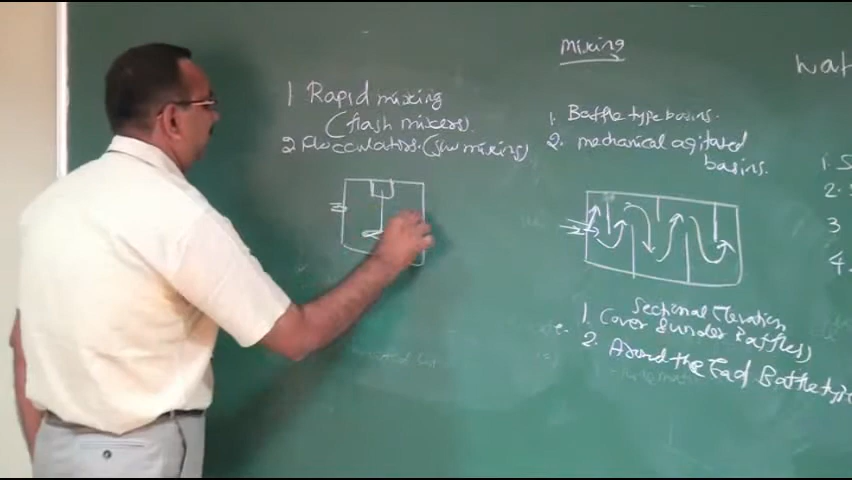 mixing
1 Rapid mixing
(flash mixers).
2 Flocculators. (slow mixing)
1. Baffle type basins.
2. mechanical agitated
basins.
Sectional Elevation
1. (over & under Baffles)
2. Around the End Baffle type
wat
1. S
2.
3
4.